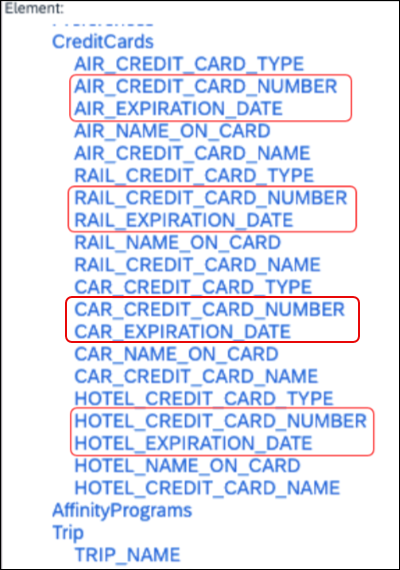 Element:
Preferences
CreditCards
AIR_CREDIT_CARD_TYPE
AIR_CREDIT_CARD_NUMBER
AIR_EXPIRATION_DATE
AIR_NAME_ON_CARD
AIR_CREDIT_CARD_NAME
RAIL_CREDIT_CARD_TYPE
RAIL_CREDIT_CARD_NUMBER
RAIL_EXPIRATION_DATE
RAIL_NAME_ON_CARD
RAIL_CREDIT_CARD_NAME
CAR_CREDIT_CARD_TYPE
CAR_CREDIT_CARD_NUMBER
CAR_EXPIRATION_DATE
CAR_NAME_ON_CARD
CAR_CREDIT_CARD_NAME
HOTEL_CREDIT_CARD_TYPE
HOTEL_CREDIT_CARD_NUMBER
HOTEL_EXPIRATION_DATE
HOTEL_NAME_ON_CARD
HOTEL_CREDIT_CARD_NAME
AffinityPrograms
Trip
TRIP_NAME